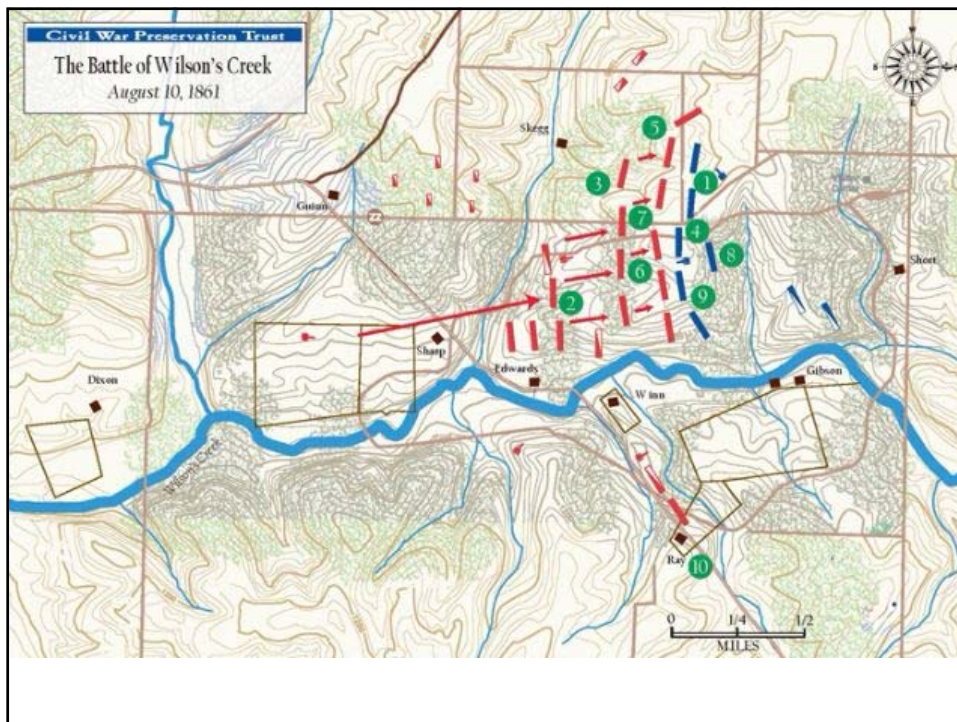 Civil War Preservation Trust
The Battle of Wilson's Creek
August 10, 1861
Skegg
5
3
1
Guinn
22
7
4
6
8
Short
2
9
Sharp
Edwards
Gibson
Dixon
Winn
Wilson's Creek
Ray
10
0 1/4 1/2
MILES